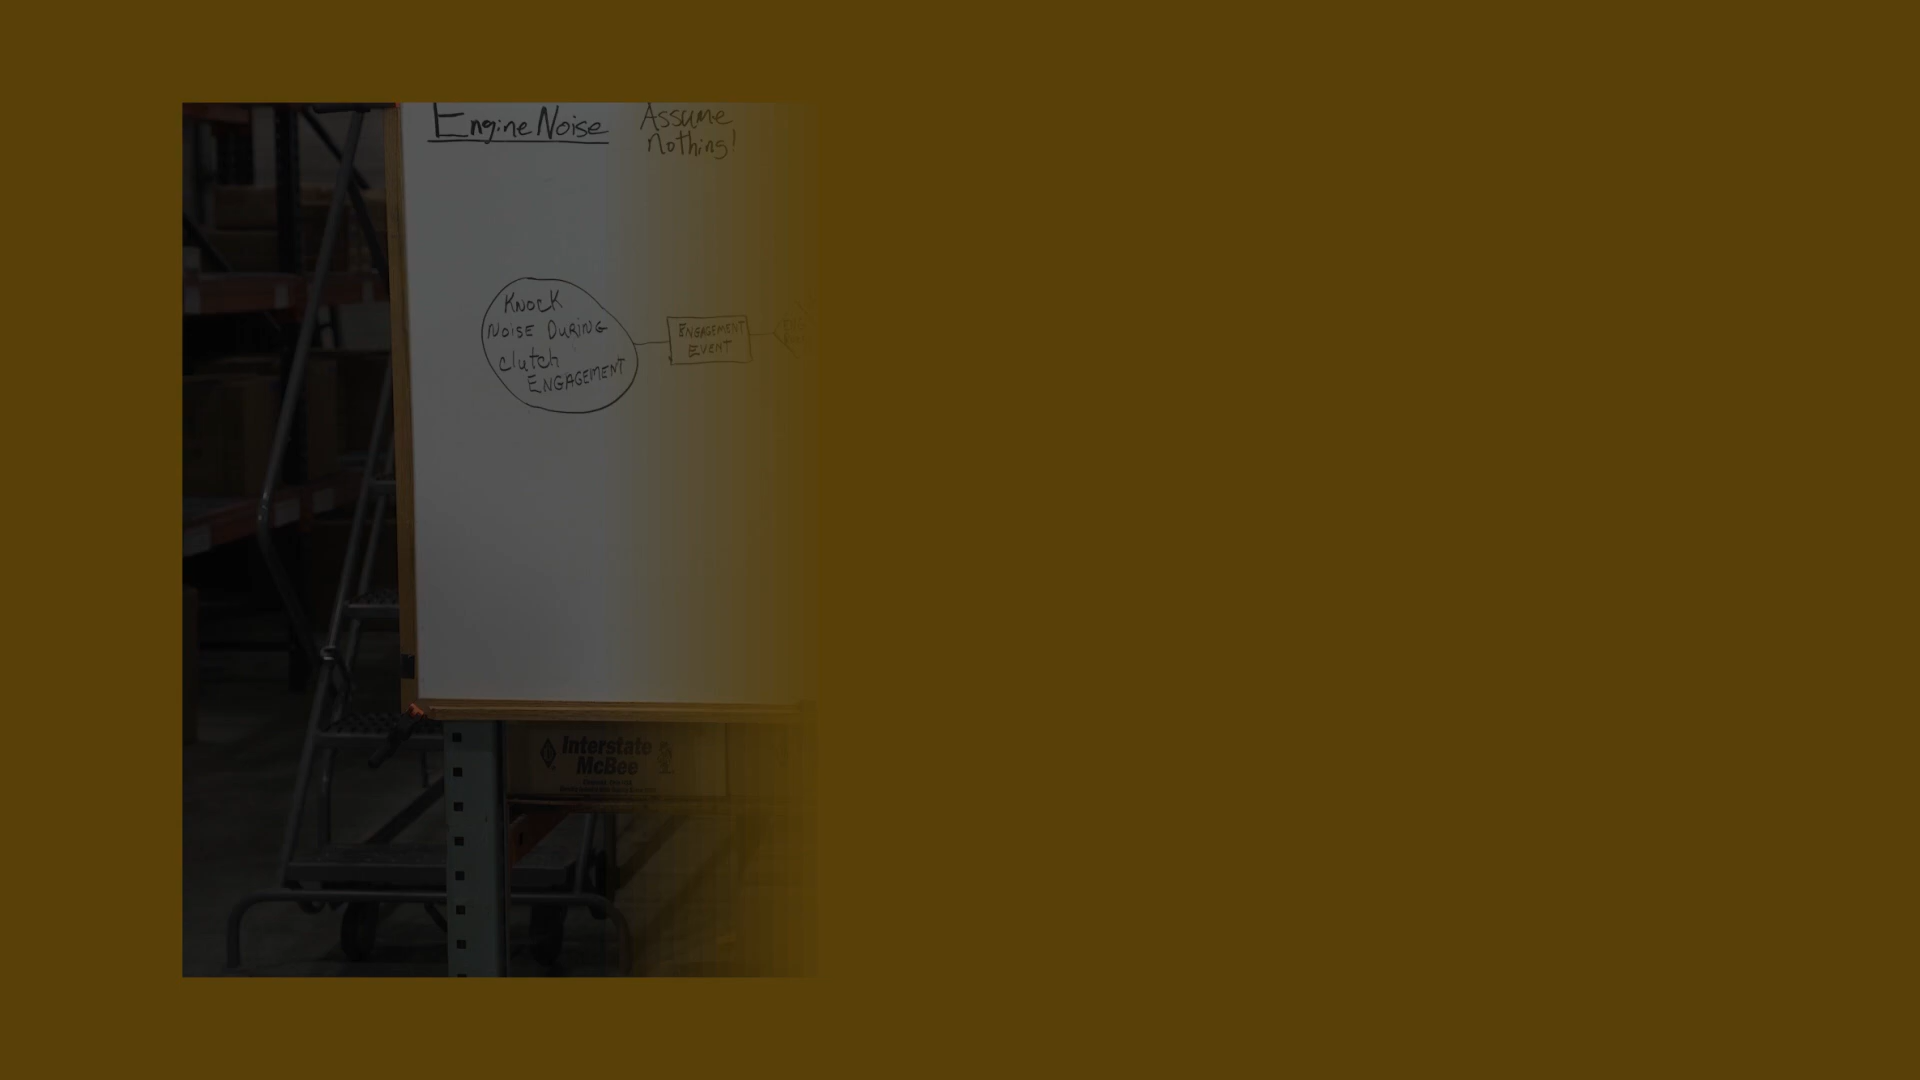 Engine Noise
Assume
nothing!
KNOCK
NOISE DURING
clutch
ENGAGEMENT
ENGAGEMENT
EVENT
Interstate
McBee